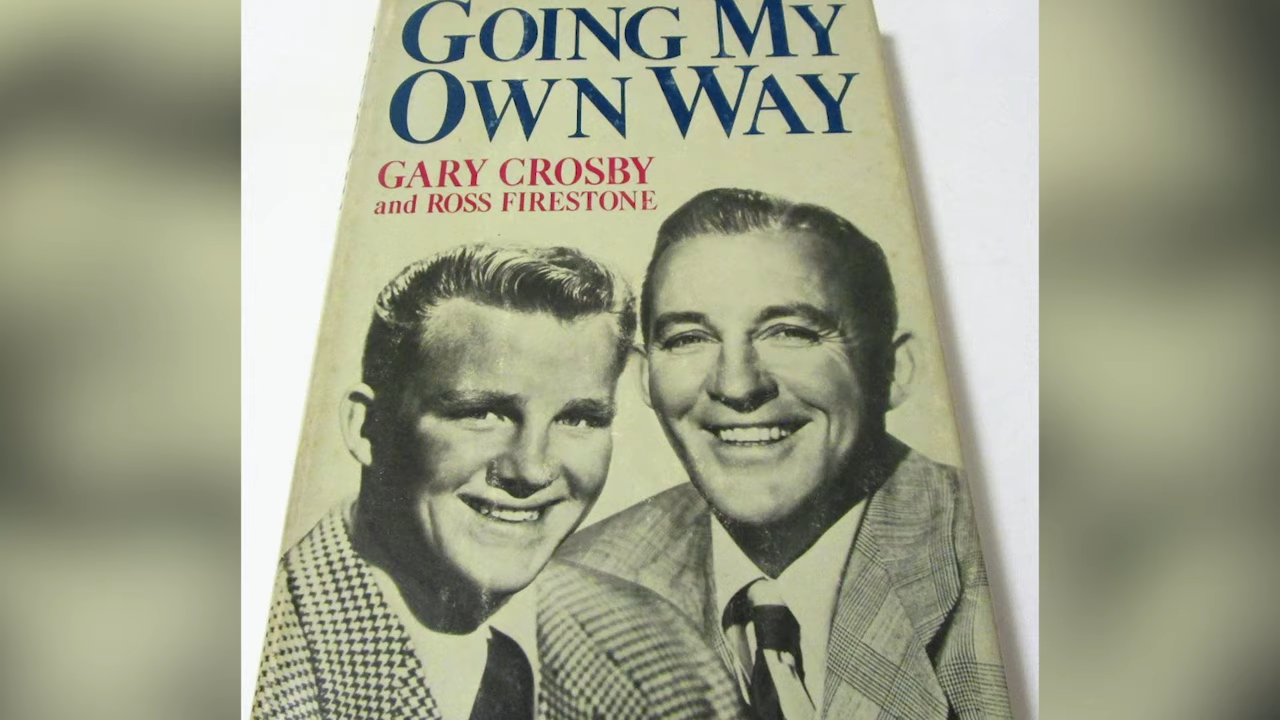 GOING MY
OWN WAY
GARY CROSBY
and ROSS FIRESTONE